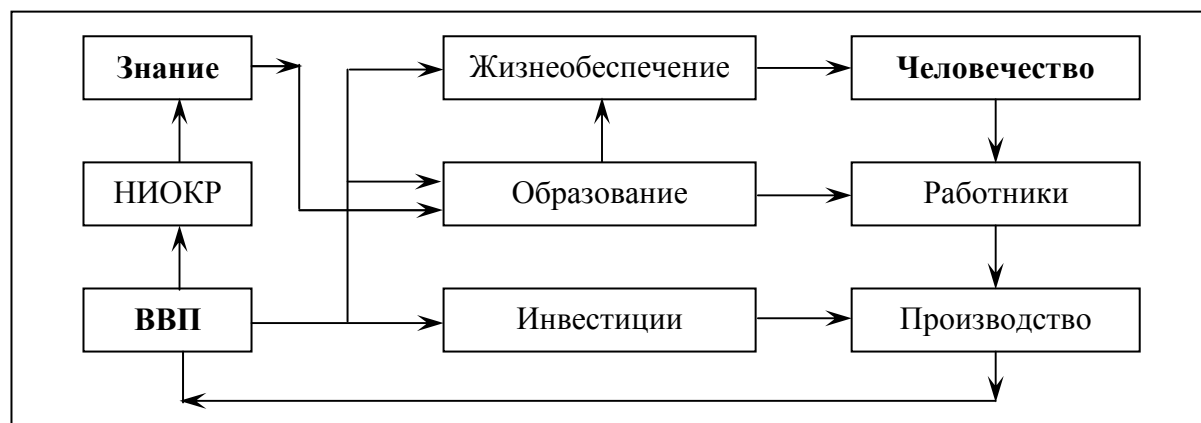 Знание
Жизнеобеспечение
Человечество
НИОКР
Образование
Работники
ВВП
Инвестиции
Производство